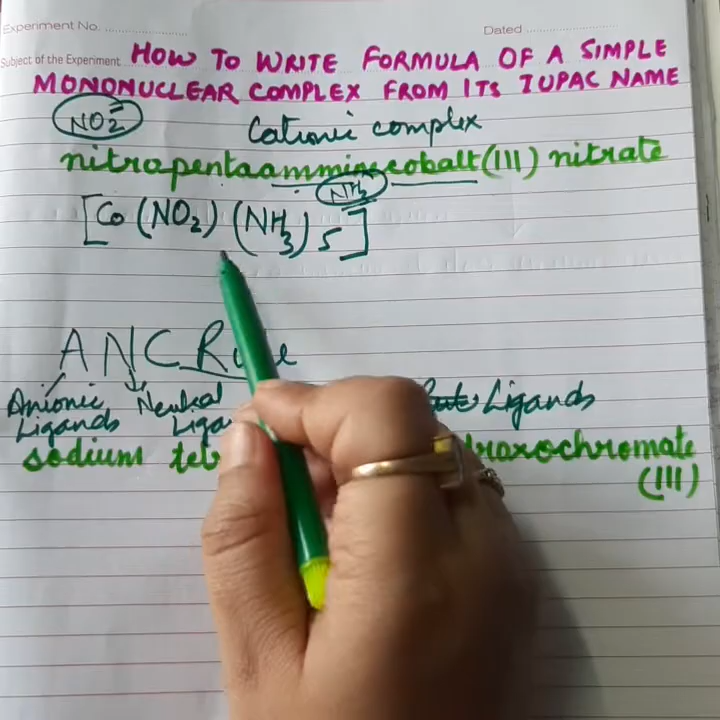 Experiment No. ........................
Dated ........................
Subject of the Experiment HOW TO WRITE FORMULA OF A SIMPLE
MONONUCLEAR COMPLEX FROM ITS IUPAC NAME
NO2⁻
Cationic complex
nitropentaamminecobalt(III) nitrate
NH3
[Co(NO2)(NH3)5]
ANC Rule
Anionic Neutral Ligands
Ligands
sodium
(III)